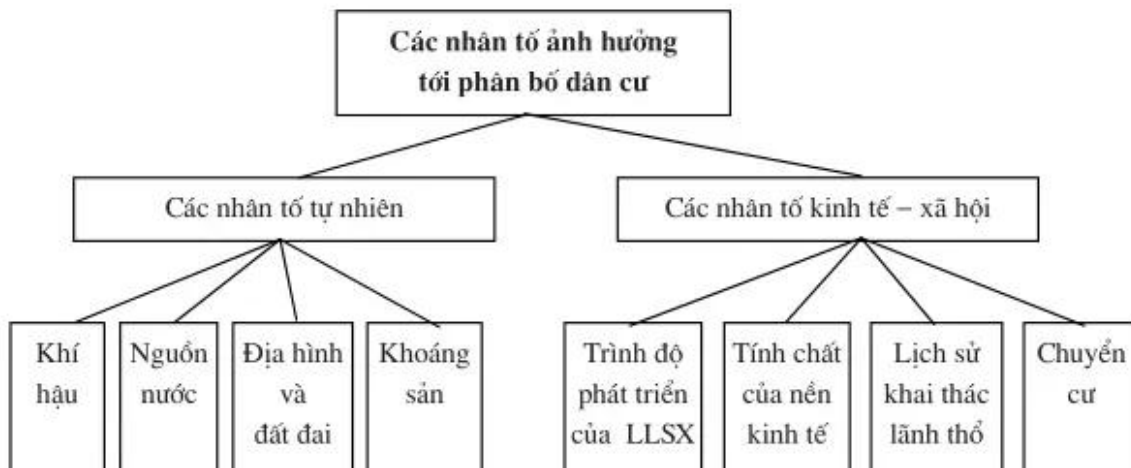 Các nhân tố ảnh hưởng
tới phân bố dân cư
Các nhân tố tự nhiên
Các nhân tố kinh tế – xã hội
Khí
hậu
Nguồn
nước
Địa hình
và
đất đai
Khoáng
sản
Trình độ
phát triển
của LLSX
Tính chất
của nền
kinh tế
Lịch sử
khai thác
lãnh thổ
Chuyển
cư